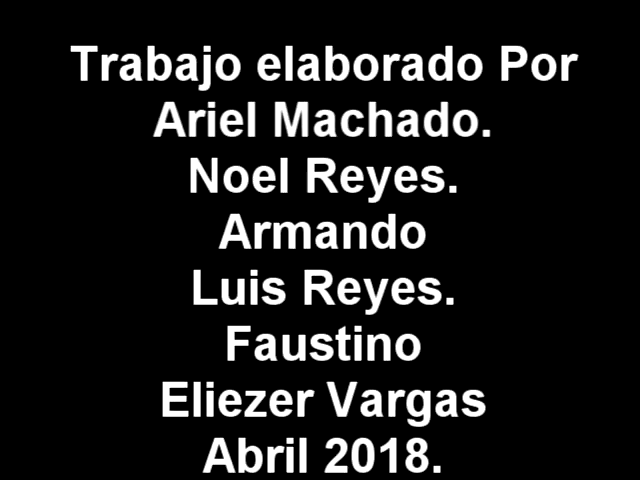 Trabajo elaborado Por
Ariel Machado.
Noel Reyes.
Armando
Luis Reyes.
Faustino
Eliezer Vargas
Abril 2018.